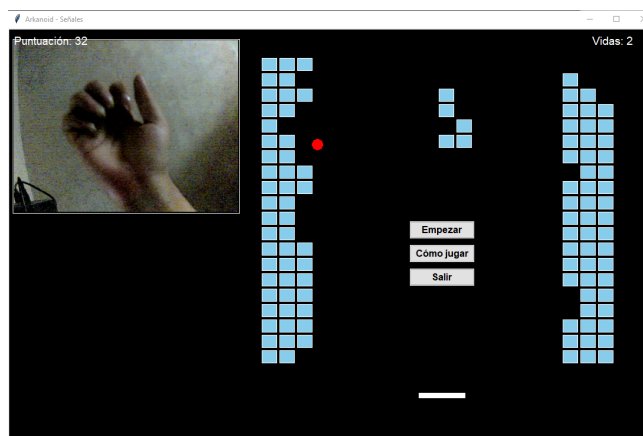 Arkanoid - Señales
Puntuación: 32
Vidas: 2
Empezar
Cómo jugar
Salir